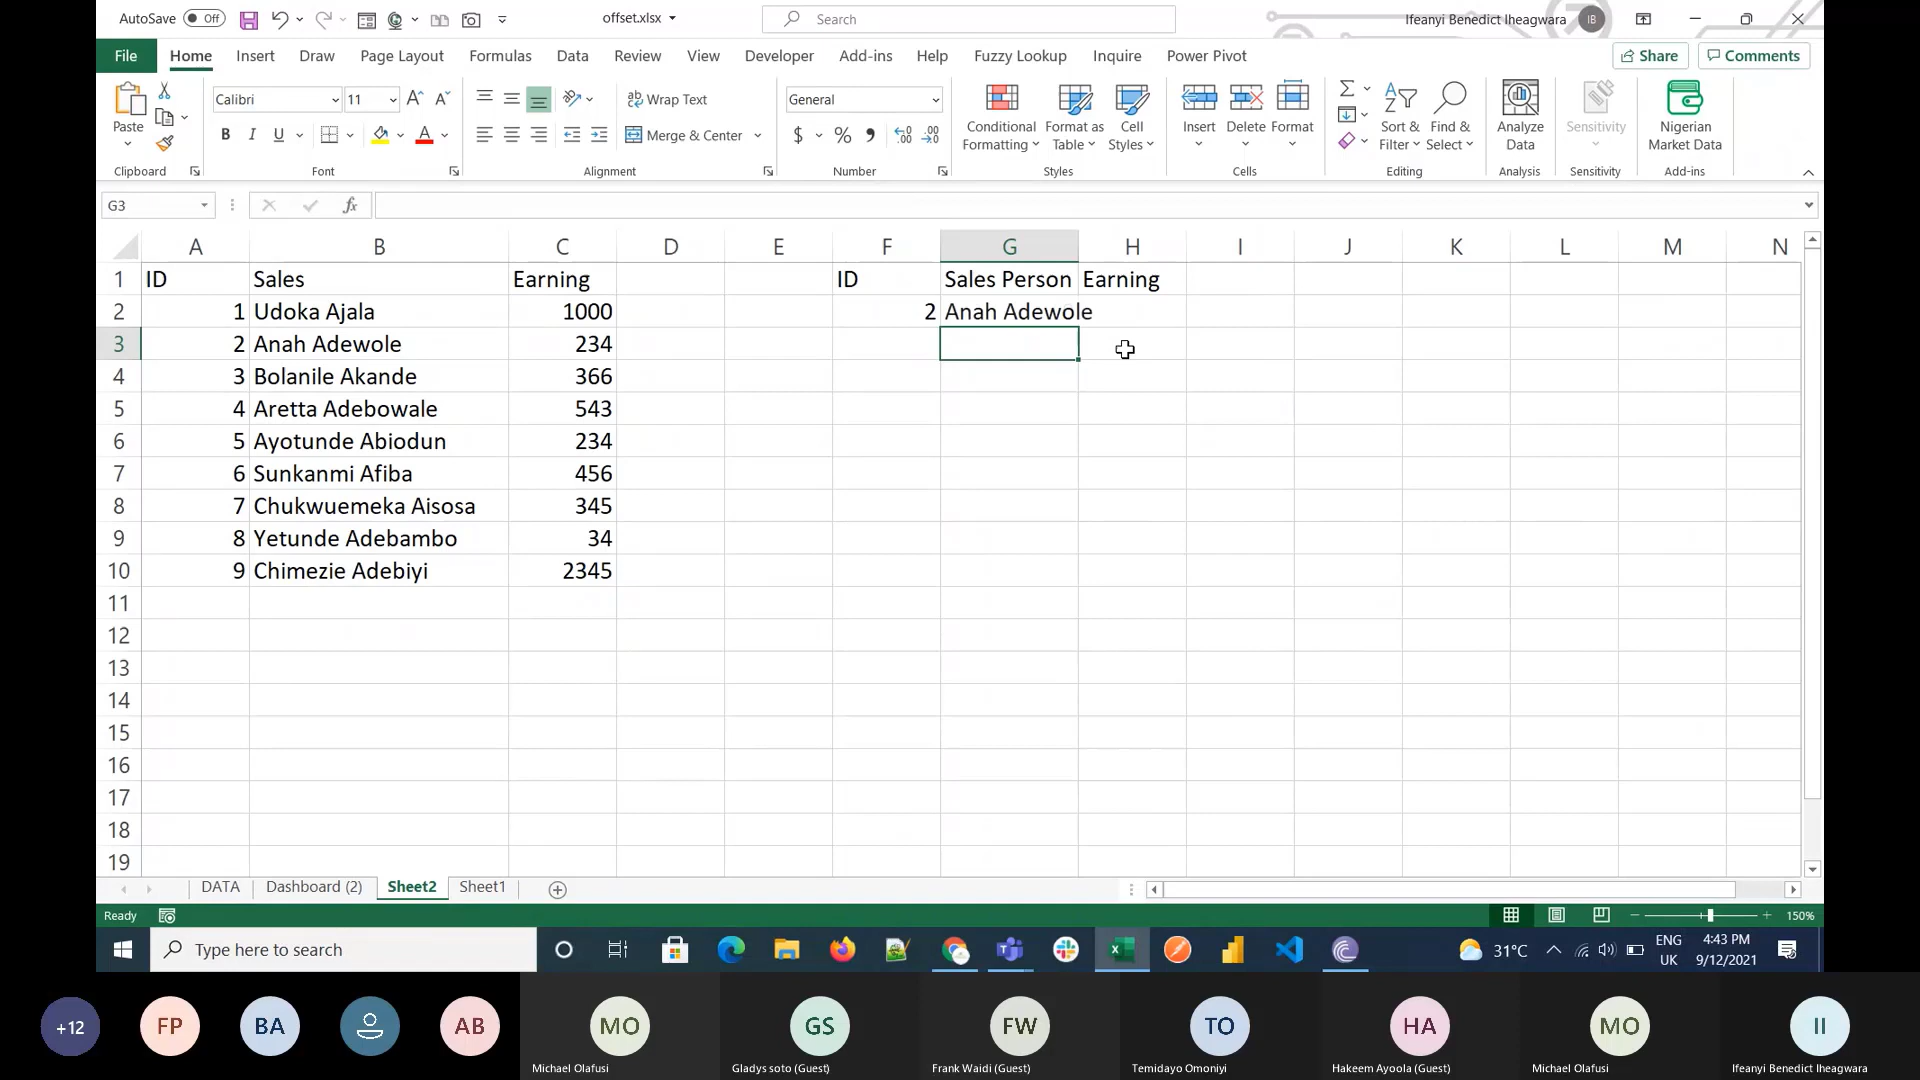 AutoSave Off offset.xlsx Search Ifeanyi Benedict Iheagwara IB
File Home Insert Draw Page Layout Formulas Data Review View Developer Add-ins Help Fuzzy Lookup Inquire Power Pivot Share Comments
Calibri 11 Wrap Text General
Paste B I U Merge & Center $ % Conditional Formatting Format as Table Cell Styles Insert Delete Format Sort & Filter Find & Select Analyze Data Sensitivity Nigerian Market Data
Clipboard Font Alignment Number Styles Cells Editing Analysis Sensitivity Add-ins
G3 fx
A B C D E F G H I J K L M N
1 ID Sales Earning ID Sales Person Earning
2 1 Udoka Ajala 1000 2 Anah Adewole
3 2 Anah Adewole 234
4 3 Bolanile Akande 366
5 4 Aretta Adebowale 543
6 5 Ayotunde Abiodun 234
7 6 Sunkanmi Afiba 456
8 7 Chukwuemeka Aisosa 345
9 8 Yetunde Adebambo 34
10 9 Chimezie Adebiyi 2345
11
12
13
14
15
16
17
18
19
DATA Dashboard (2) Sheet2 Sheet1
Ready 150%
Type here to search 31°C ENG UK 4:43 PM 9/12/2021
+12 FP BA AB MO GS FW TO HA MO II
Michael Olafusi Gladys soto (Guest) Frank Waidi (Guest) Temidayo Omoniyi Hakeem Ayoola (Guest) Michael Olafusi Ifeanyi Benedict Iheagwara